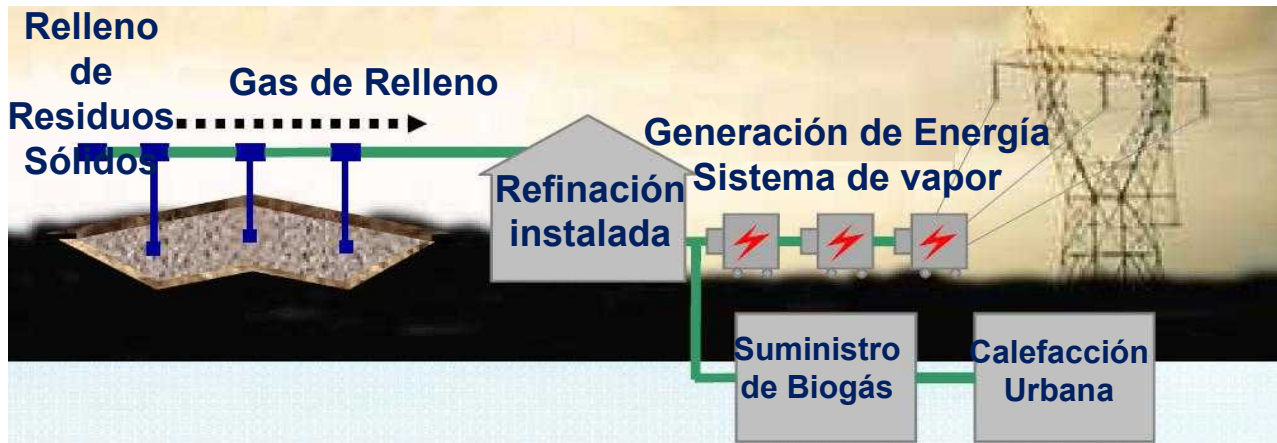 Relleno
de
Residuos
Sólidos
Gas de Relleno
Refinación
instalada
Generación de Energía
Sistema de vapor
Suministro
de Biogás
Calefacción
Urbana